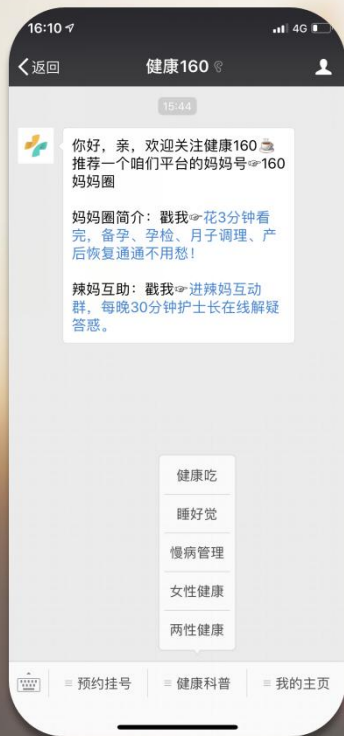 16:10
4G
返回
健康160
15:44
你好，亲，欢迎关注健康160
推荐一个咱们平台的妈妈号☞160
妈妈圈
妈妈圈简介：戳我☞花3分钟看
完，备孕、孕检、月子调理、产
后恢复通通不用愁！
辣妈互助：戳我☞进辣妈互动
群，每晚30分钟护士长在线解疑
答惑。
健康吃
睡好觉
慢病管理
女性健康
两性健康
预约挂号
健康科普
我的主页